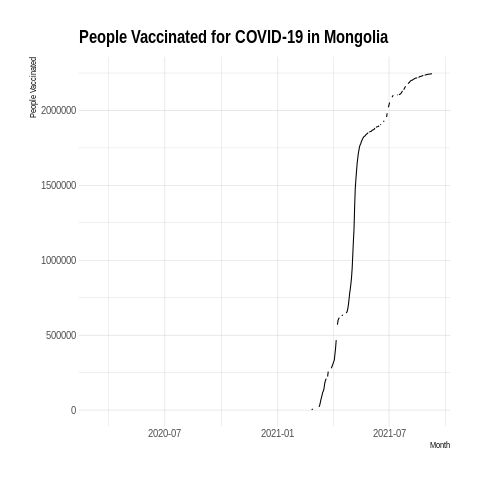 People Vaccinated for COVID-19 in Mongolia
People Vaccinated
2000000
1500000
1000000
500000
0
2020-07 2021-01 2021-07
Month